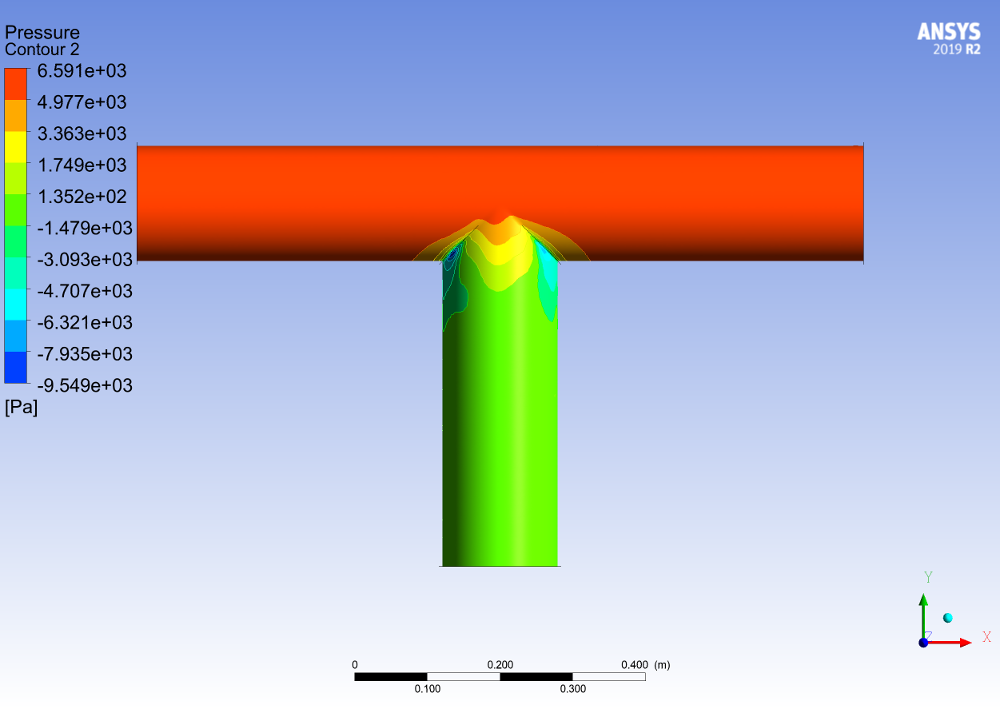 Pressure
Contour 2
6.591e+03
4.977e+03
3.363e+03
1.749e+03
1.352e+02
-1.479e+03
-3.093e+03
-4.707e+03
-6.321e+03
-7.935e+03
-9.549e+03
[Pa]
ANSYS
2019 R2
Y
Z
X
0 0.200 0.400 (m)
0.100 0.300